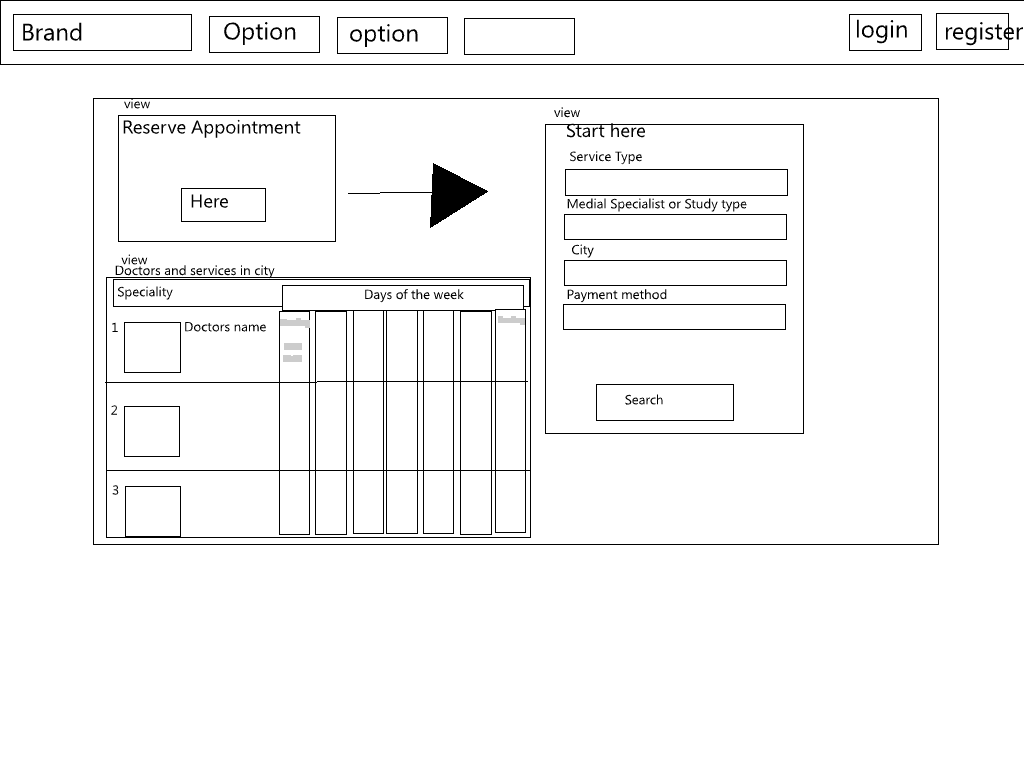 Brand
Option
option
login
register
view
Reserve Appointment
Here
view
Start here
Service Type
Medial Specialist or Study type
City
Payment method
Search
view
Doctors and services in city
Speciality
Days of the week
1
Doctors name
2
3